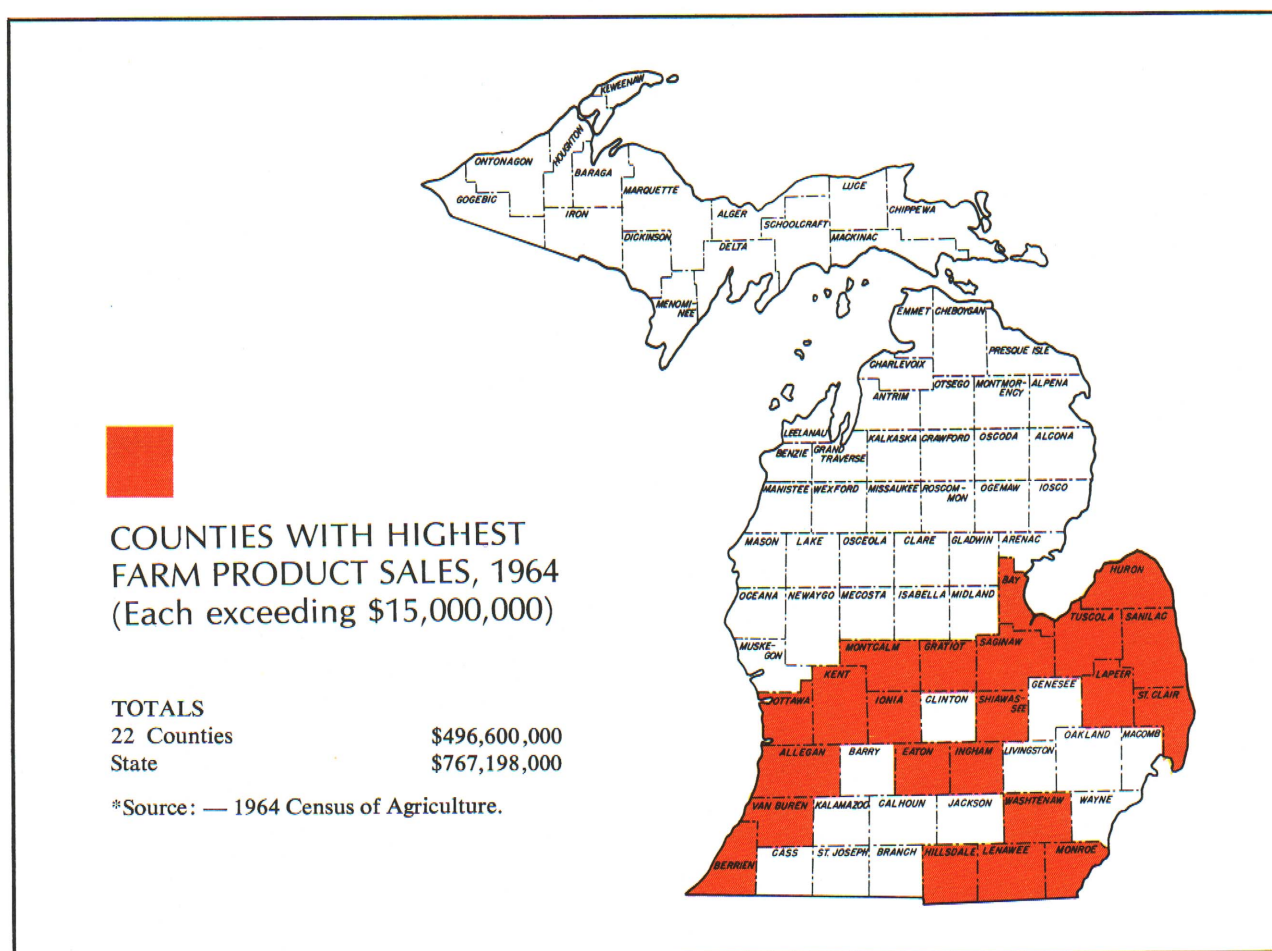 KEWEENAW
HOUGHTON
ONTONAGON
BARAGA
GOGEBIC
IRON
MARQUETTE
LUCE
ALGER
SCHOOLCRAFT
CHIPPEWA
DICKINSON
DELTA
MACKINAC
MENOMI-
NEE
EMMET CHEBOYGAN
PRESQUE ISLE
CHARLEVOIX
ANTRIM
OTSEGO MONTMOR-
ENCY
ALPENA
LEELANAU
BENZIE GRAND
TRAVERSE
KALKASKA CRAWFORD OSCODA ALCONA
MANISTEE WEXFORD MISSAUKEE ROSCOM-
MON
OGEMAW IOSCO
MASON LAKE OSCEOLA CLARE GLADWIN ARENAC
OCEANA NEWAYGO MECOSTA ISABELLA MIDLAND
BAY
HURON
TUSCOLA SANILAC
MUSKE-
GON
MONTCALM GRATIOT SAGINAW
KENT
OTTAWA IONIA CLINTON SHIAWAS-
SEE
GENESEE
LAPEER
ST. CLAIR
ALLEGAN BARRY EATON INGHAM LIVINGSTON OAKLAND MACOMB
VAN BUREN KALAMAZOO CALHOUN JACKSON WASHTENAW WAYNE
BERRIEN CASS ST. JOSEPH BRANCH HILLSDALE LENAWEE MONROE
COUNTIES WITH HIGHEST
FARM PRODUCT SALES, 1964
(Each exceeding $15,000,000)
TOTALS
22 Counties $496,600,000
State $767,198,000
*Source: — 1964 Census of Agriculture.